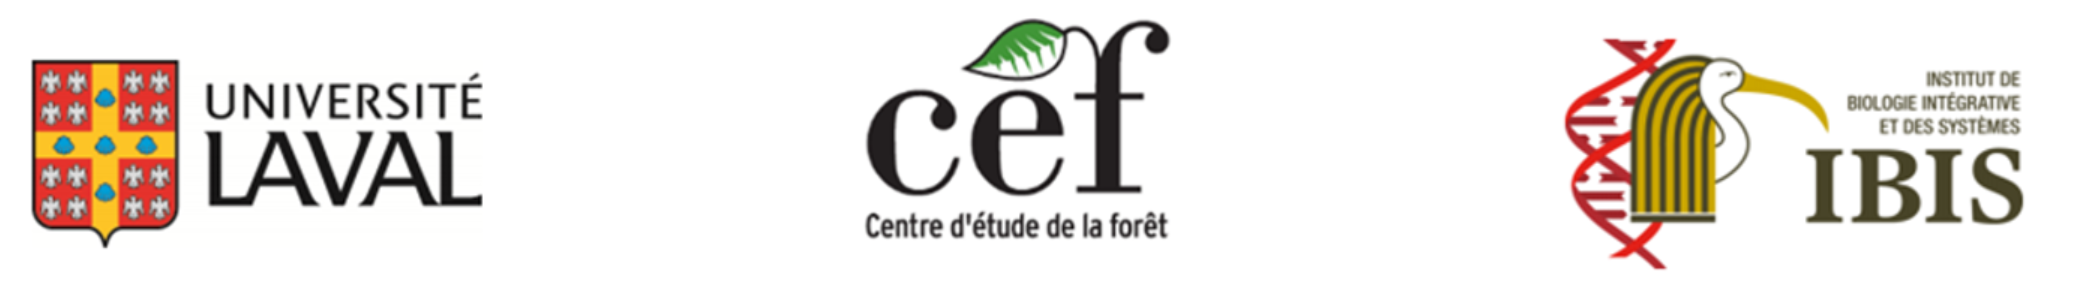 UNIVERSITÉ
LAVAL
cef
Centre d'étude de la forêt
INSTITUT DE
BIOLOGIE INTÉGRATIVE
ET DES SYSTÈMES
IBIS